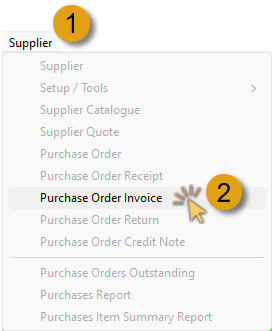 1
Supplier
Supplier
Setup / Tools
Supplier Catalogue
Supplier Quote
Purchase Order
Purchase Order Receipt
Purchase Order Invoice
2
Purchase Order Return
Purchase Order Credit Note
Purchase Orders Outstanding
Purchases Report
Purchases Item Summary Report